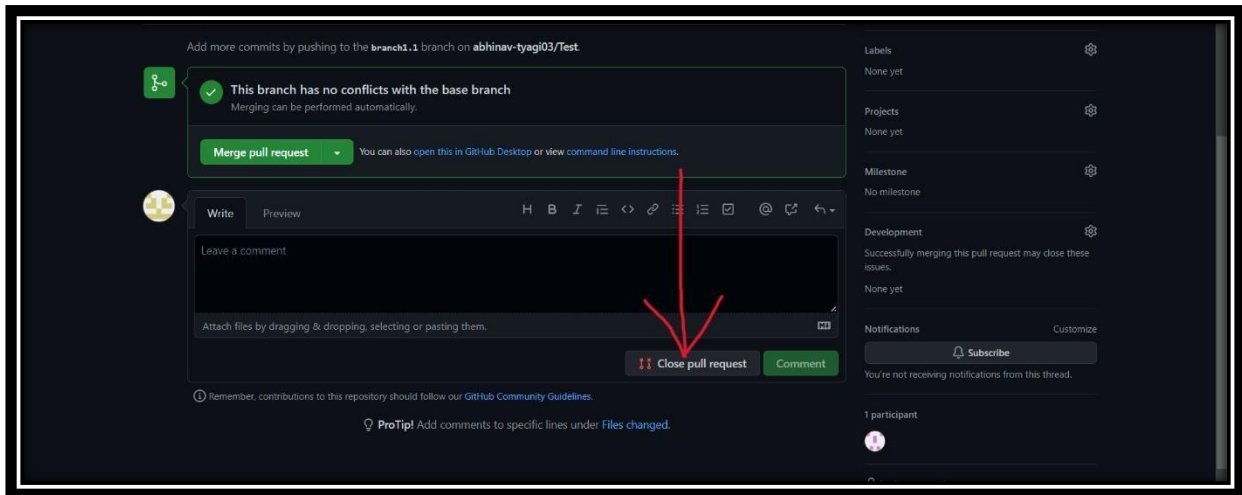 Add more commits by pushing to the branch1.1 branch on abhinav-tyagi03/Test.
This branch has no conflicts with the base branch
Merging can be performed automatically.
Merge pull request
You can also open this in GitHub Desktop or view command line instructions.
Write
Preview
H B I
Leave a comment
Attach files by dragging & dropping, selecting or pasting them.
Close pull request
Comment
Remember, contributions to this repository should follow our GitHub Community Guidelines.
ProTip! Add comments to specific lines under Files changed.
Labels
None yet
Projects
None yet
Milestone
No milestone
Development
Successfully merging this pull request may close these
issues.
None yet
Notifications
Customize
Subscribe
You're not receiving notifications from this thread.
1 participant